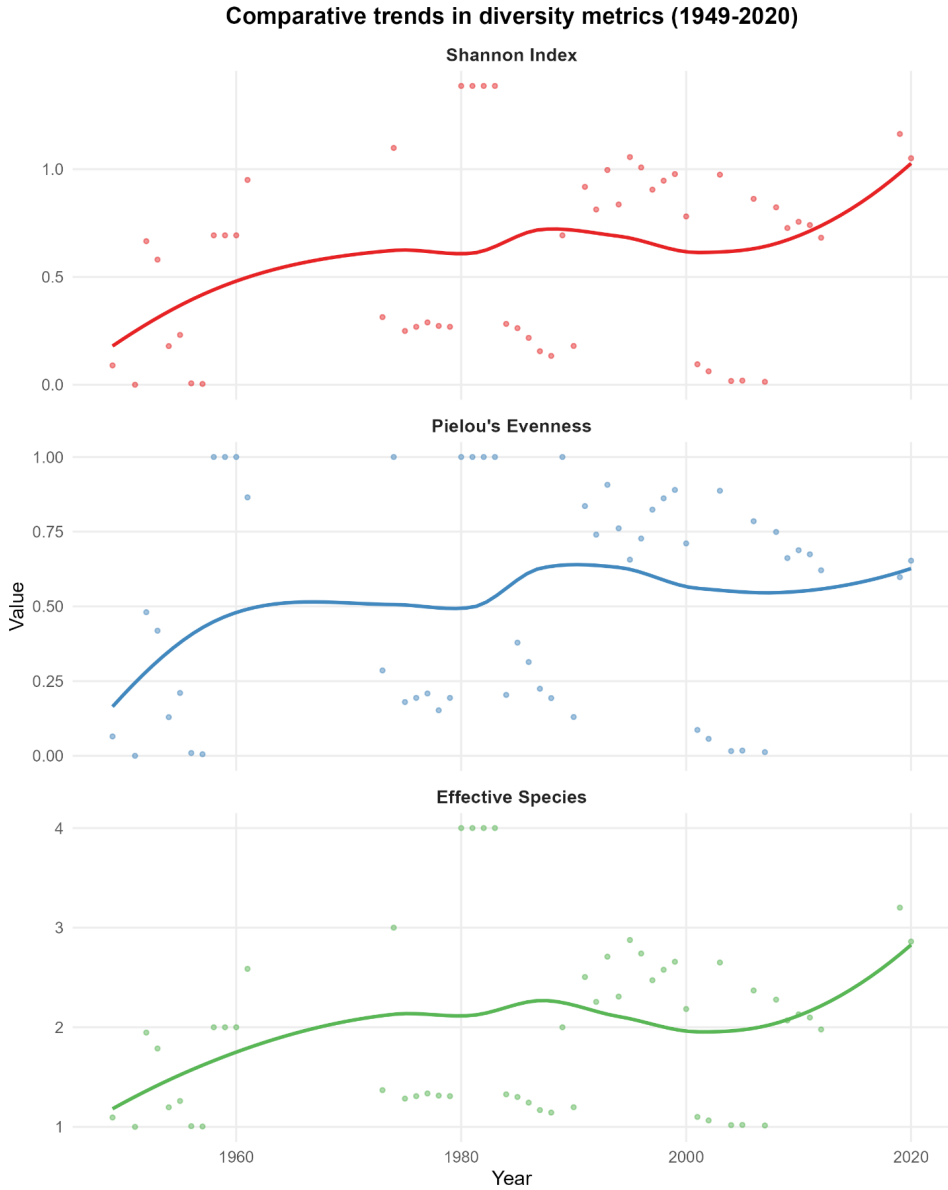 Comparative trends in diversity metrics (1949-2020)
Shannon Index
1.0
0.5
0.0
Pielou's Evenness
1.00
0.75
0.50
0.25
0.00
Value
Effective Species
4
3
2
1
1960 1980 2000 2020
Year